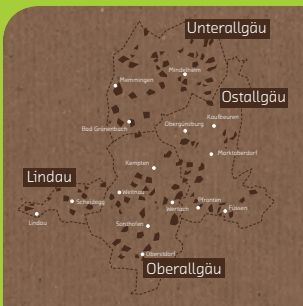 Unterallgäu
Mindelheim
Memmingen
Ostallgäu
Kaufbeuren
Obergünzburg
Bad Grönenbach
Marktoberdorf
Kempten
Lindau
Weitnau
Scheidegg
Pfronten
Wertach
Füssen
Lindau
Sonthofen
Oberstdorf
Oberallgäu